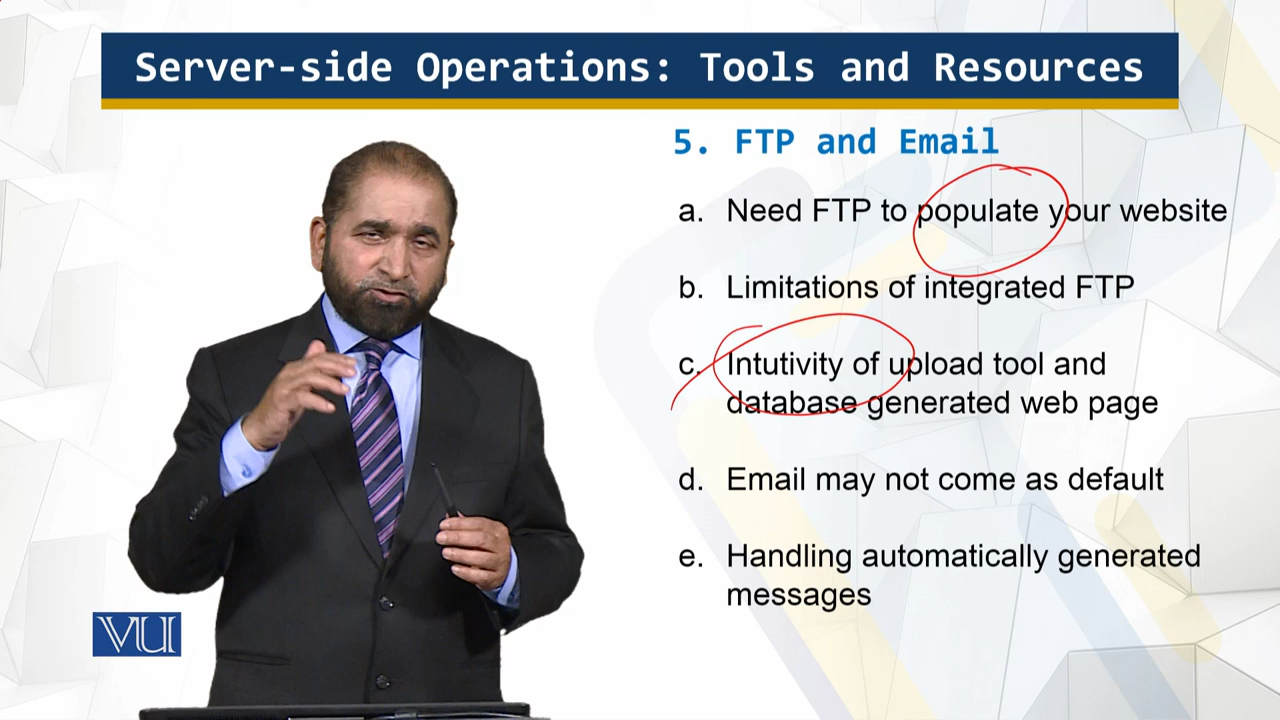 Server-side Operations: Tools and Resources
5. FTP and Email
a. Need FTP to populate your website
b. Limitations of integrated FTP
c. Intutivity of upload tool and
database generated web page
d. Email may not come as default
e. Handling automatically generated
messages
VU